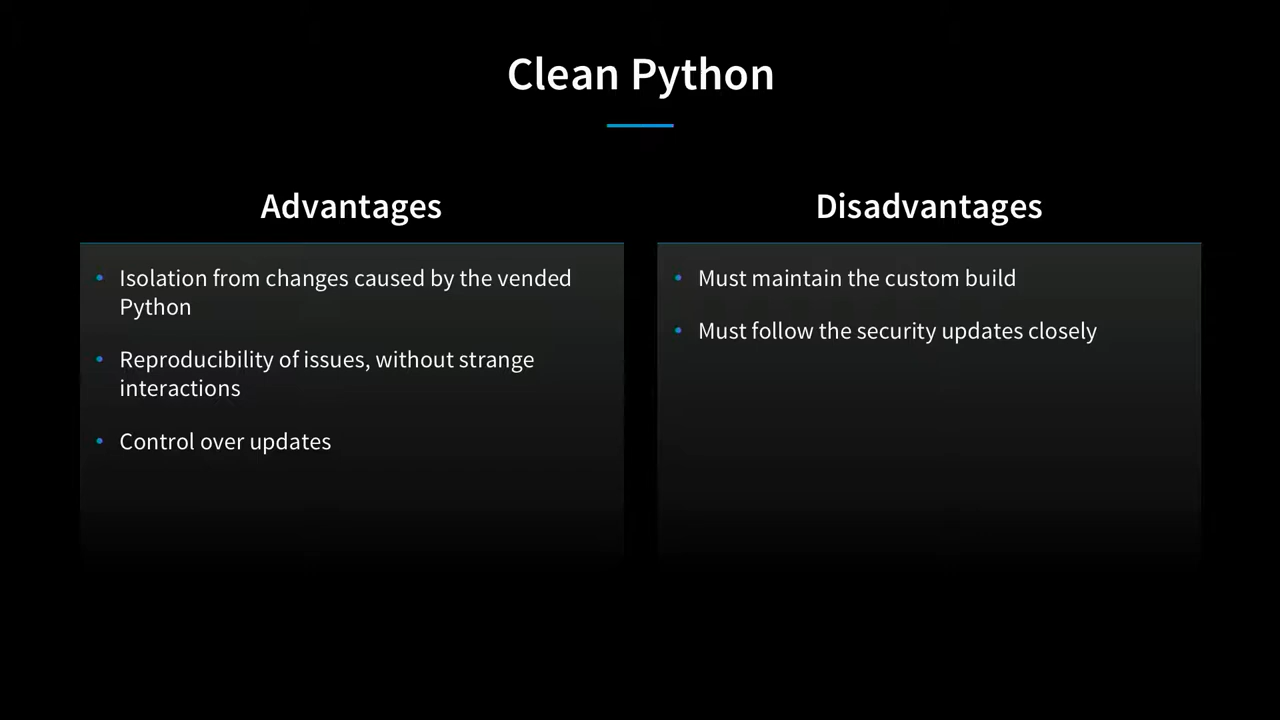 Clean Python
Advantages
• Isolation from changes caused by the vended
Python
• Reproducibility of issues, without strange
interactions
• Control over updates
Disadvantages
• Must maintain the custom build
• Must follow the security updates closely